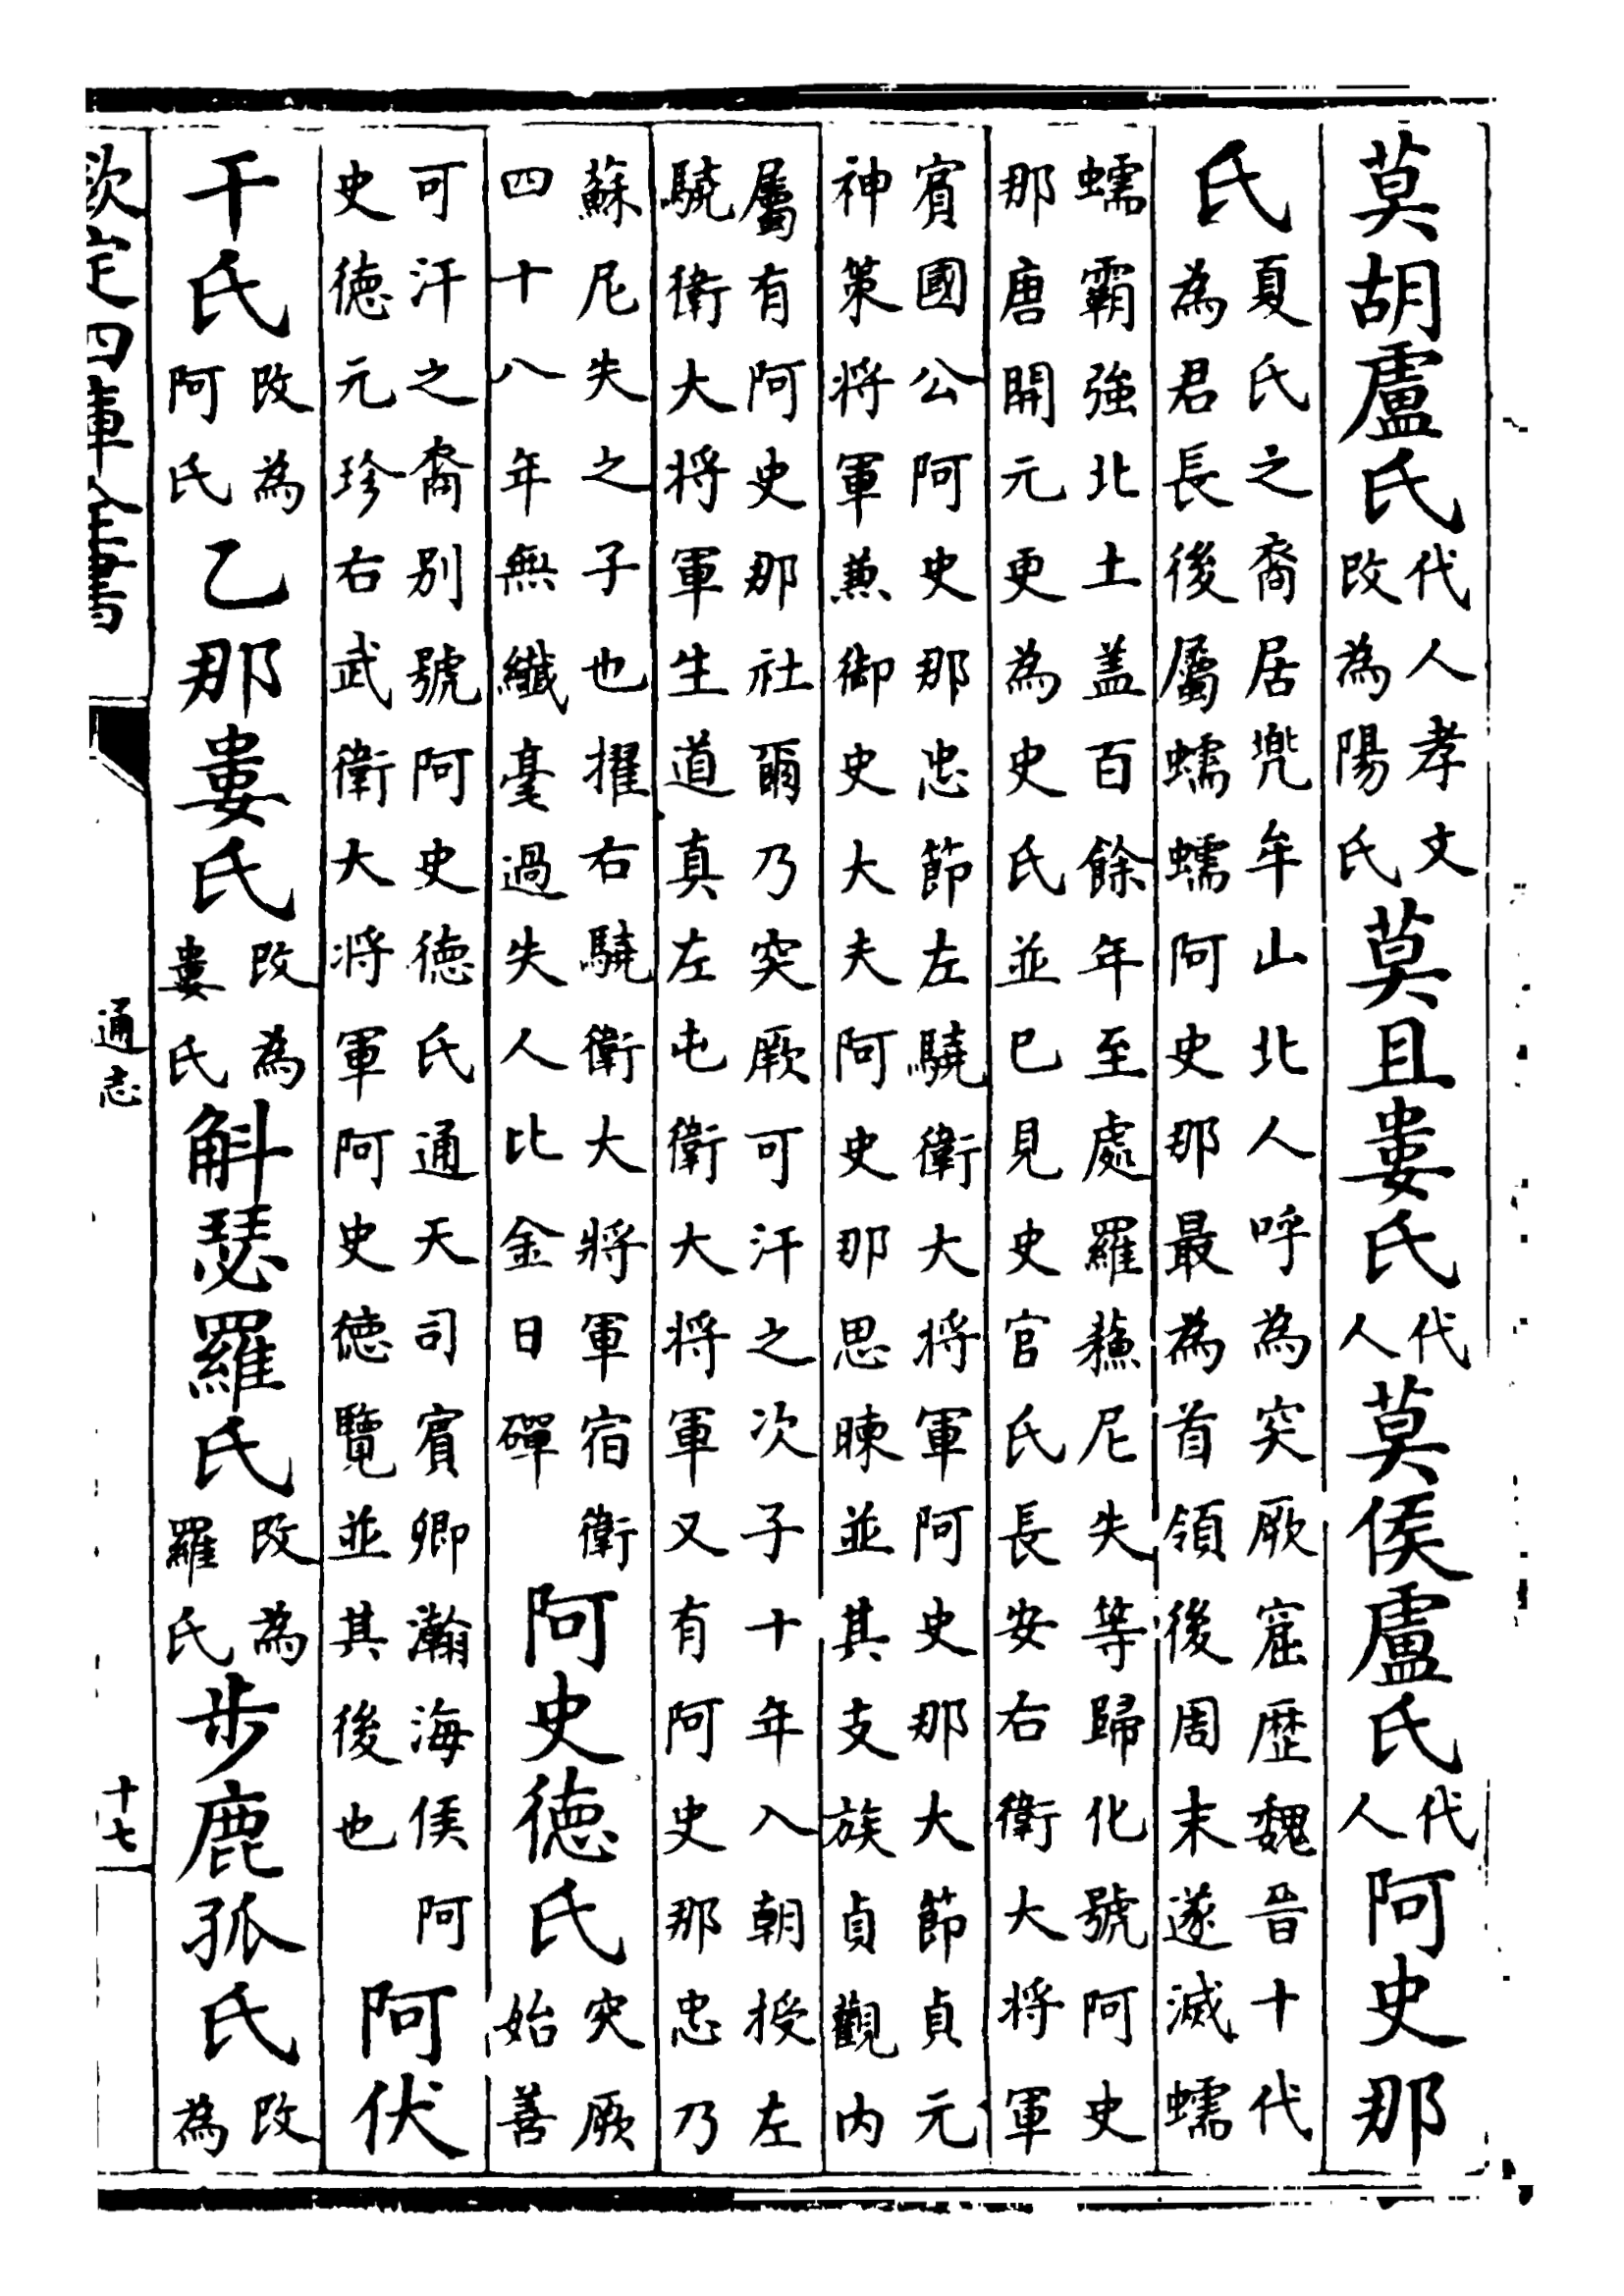 莫胡盧氏代人孝文改為陽氏莫且婁氏代人莫侯盧氏代人阿史那
氏夏氏之裔居兜牟山北人呼為突厥窟歴魏晉十代為君長後屬蠕蠕阿史那最為首領後周末遂滅蠕
蠕霸強北土盖百餘年至處羅蘓尼失等歸化號阿史那唐開元更為史氏並已見史官氏長安右衛大将軍
賔國公阿史那忠節左驍衛大将軍阿史那大節貞元神策将軍兼御史大夫阿史那思暕並其支族貞觀内
屬有阿史那社爾乃突厥可汗之次子十年入朝授左驍衛大将軍生道真左屯衛大将軍又有阿史那忠乃
蘇尼失之子也擢右驍衛大將軍宿衛四十八年無纎毫過失人比金日磾阿史德氏突厥始善
可汗之裔别號阿史德氏通天司賔卿瀚海侯阿史德元珍右武衛大将軍阿史德覽並其後也阿伏
干氏改為阿氏乙那婁氏改為婁氏斛瑟羅氏改為羅氏步鹿孤氏改為
欽定四庫全書
通志
十七